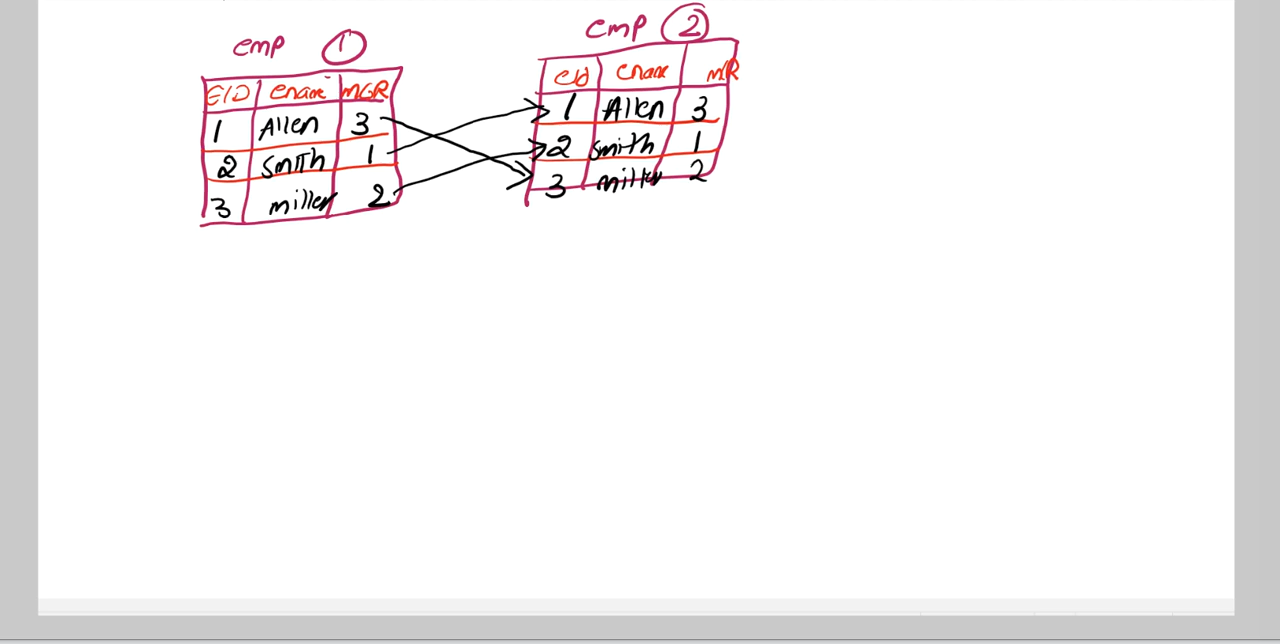 emp ①
EID ename MGR
1 Allen 3
2 Smith 1
3 miller 2
emp ②
eid ename MGR
1 Allen 3
2 Smith 1
3 miller 2